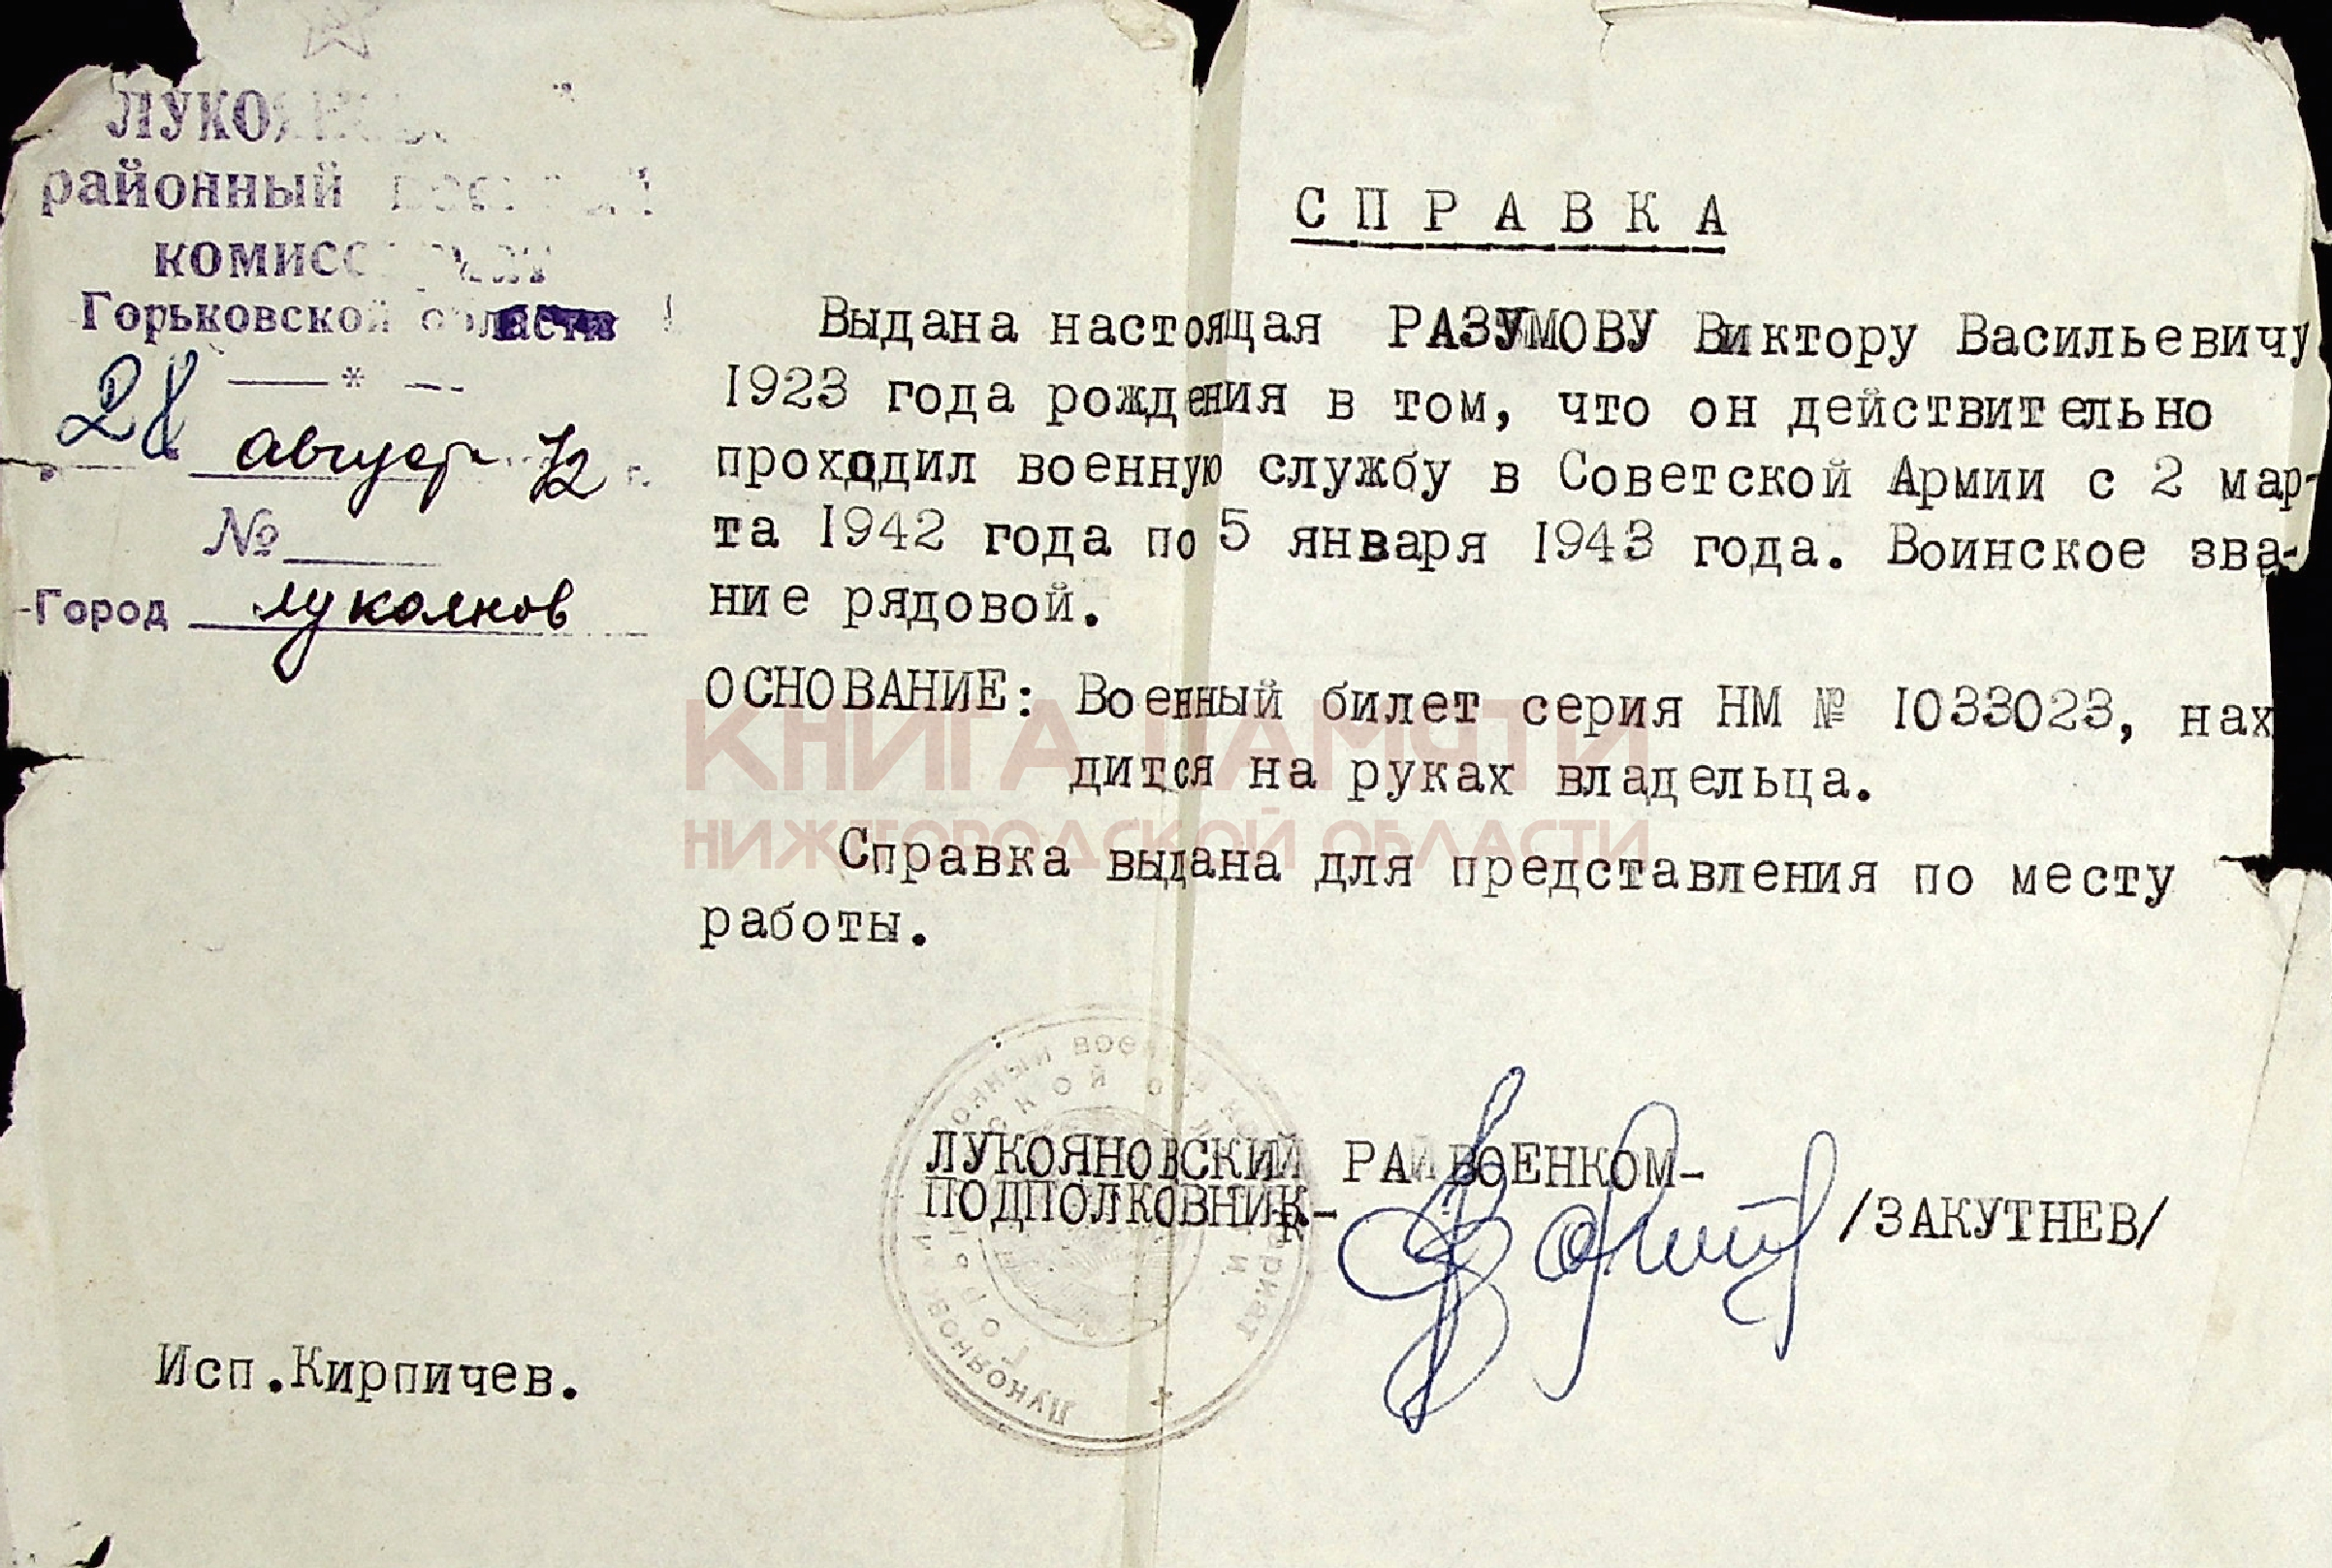 районный
Горьковской области
28 август 72 г.
№
Город Лукоянов
СПРАВКА
Выдана настоящая РАЗУМОВУ Виктору Васильевичу
1923 года рождения в том, что он действительно
проходил военную службу в Советской Армии с 2 мар-
та 1942 года по 5 января 1943 года. Воинское зва-
ние рядовой.
ОСНОВАНИЕ: Военный билет серия НМ № 1033023, нах
дится на руках владельца.
КНИГА ПАМЯТИ
НИЖЕГОРОДСКОЙ ОБЛАСТИ
Справка выдана для представления по месту
работы.
ЛУКОЯНОВСКИЙ РАЙВОЕНКОМ-
ПОДПОЛКОВНИК- /ЗАКУТНЕВ/
Исп.Кирпичев.